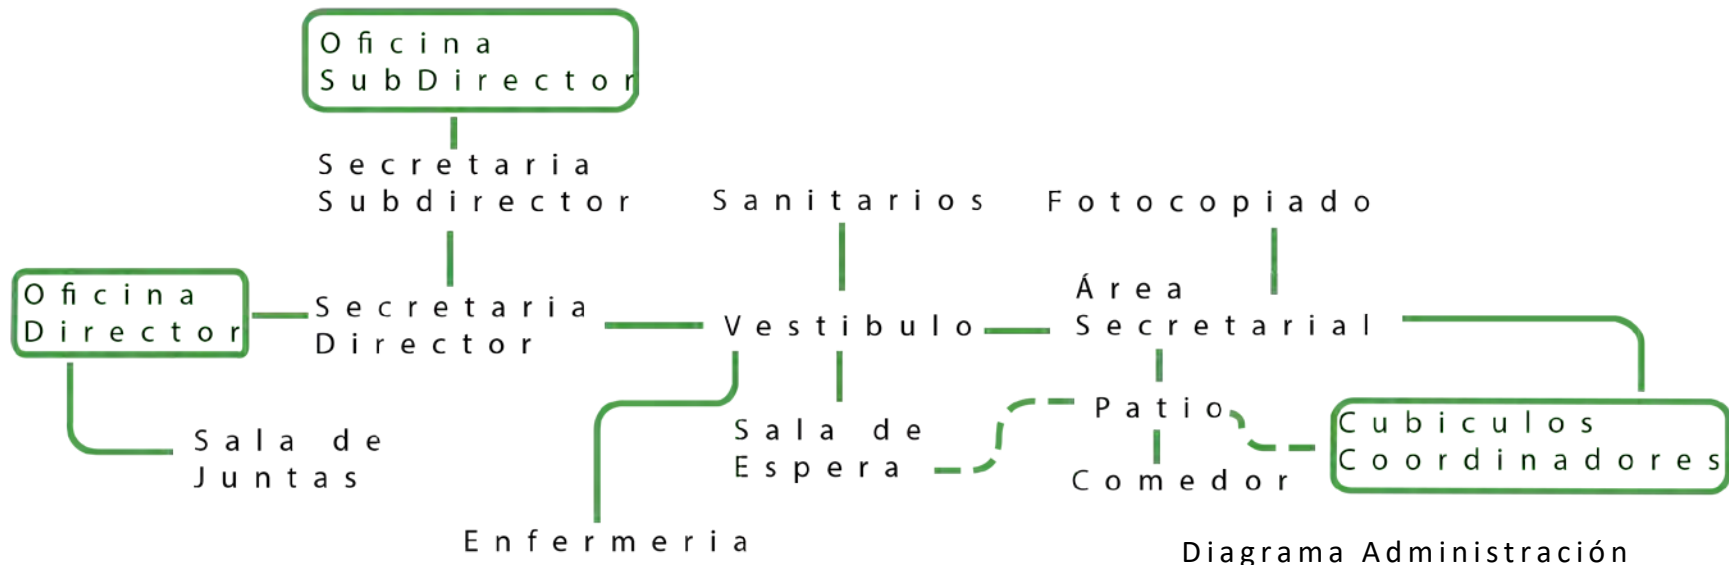 Oficina
SubDirector
Secretaria
Subdirector
Sanitarios
Fotocopiado
Oficina
Director
Secretaria
Director
Vestibulo
Área
Secretarial
Patio
Cubiculos
Coordinadores
Sala de
Juntas
Sala de
Espera
Comedor
Enfermeria
Diagrama Administración